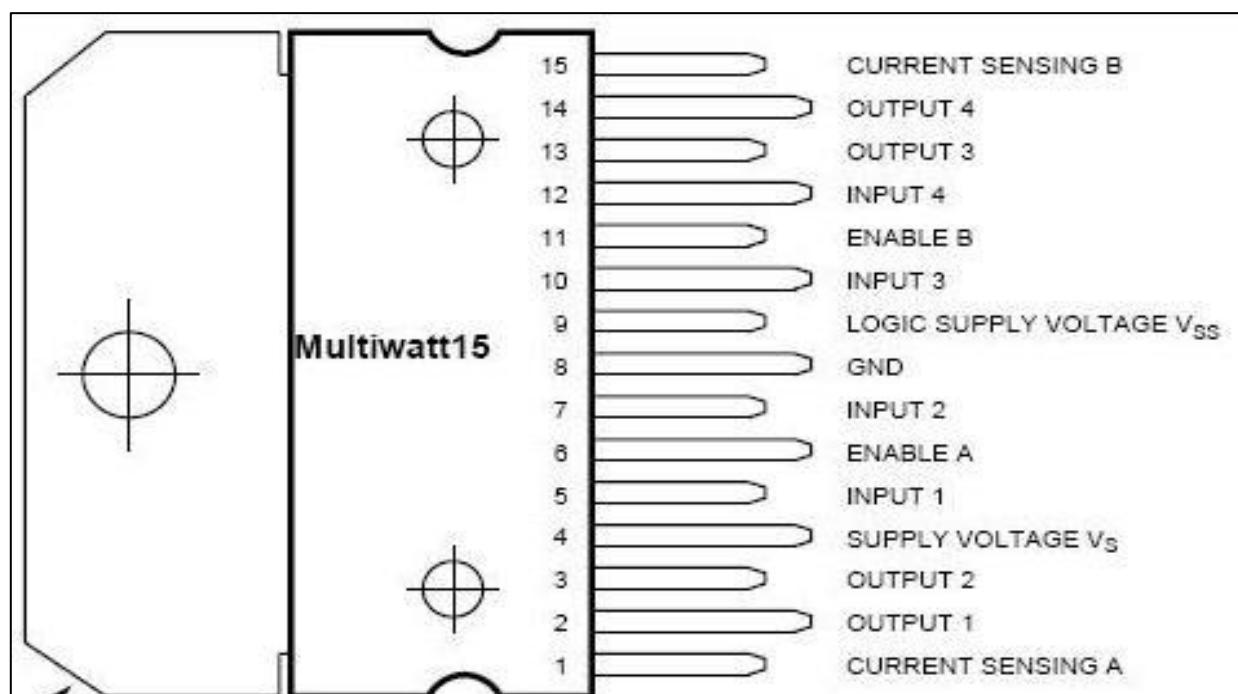 15 CURRENT SENSING B
14 OUTPUT 4
13 OUTPUT 3
12 INPUT 4
11 ENABLE B
10 INPUT 3
9 LOGIC SUPPLY VOLTAGE VSS
Multiwatt15
8 GND
7 INPUT 2
6 ENABLE A
5 INPUT 1
4 SUPPLY VOLTAGE VS
3 OUTPUT 2
2 OUTPUT 1
1 CURRENT SENSING A